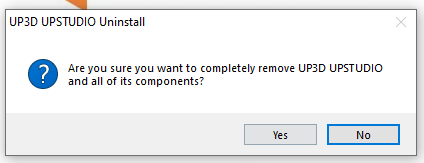 UP3D UPSTUDIO Uninstall
Are you sure you want to completely remove UP3D UPSTUDIO
and all of its components?
Yes
No